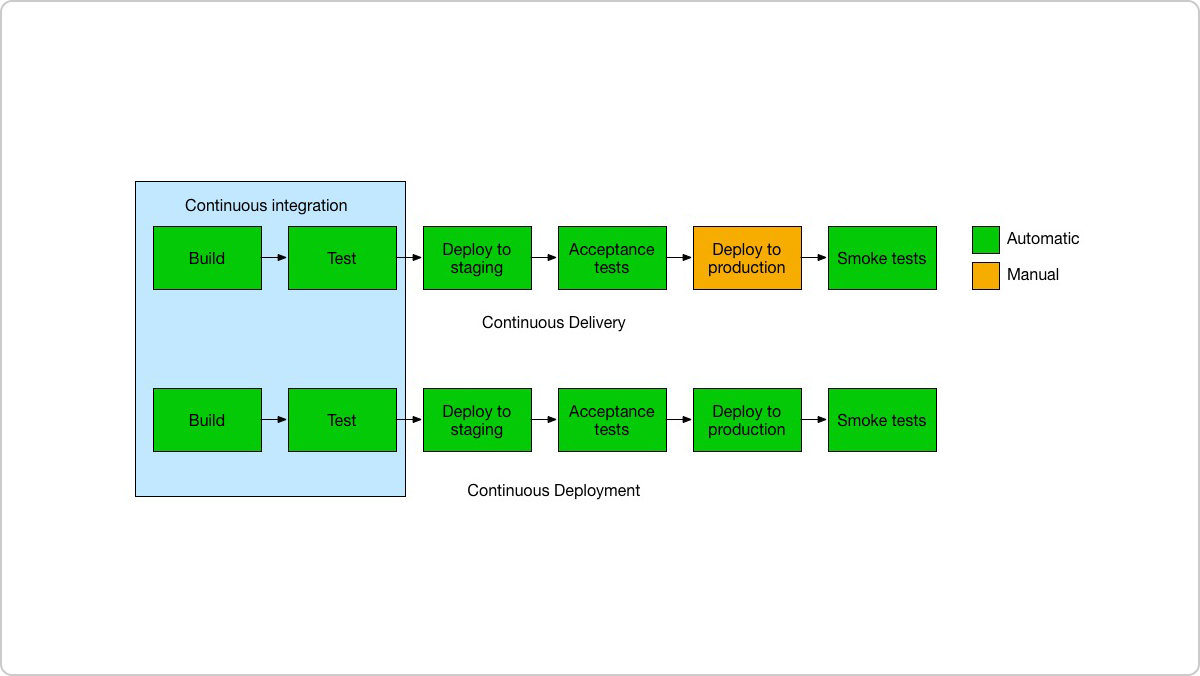 Continuous integration
Build
Test
Deploy to
staging
Acceptance
tests
Deploy to
production
Smoke tests
Automatic
Manual
Continuous Delivery
Build
Test
Deploy to
staging
Acceptance
tests
Deploy to
production
Smoke tests
Continuous Deployment